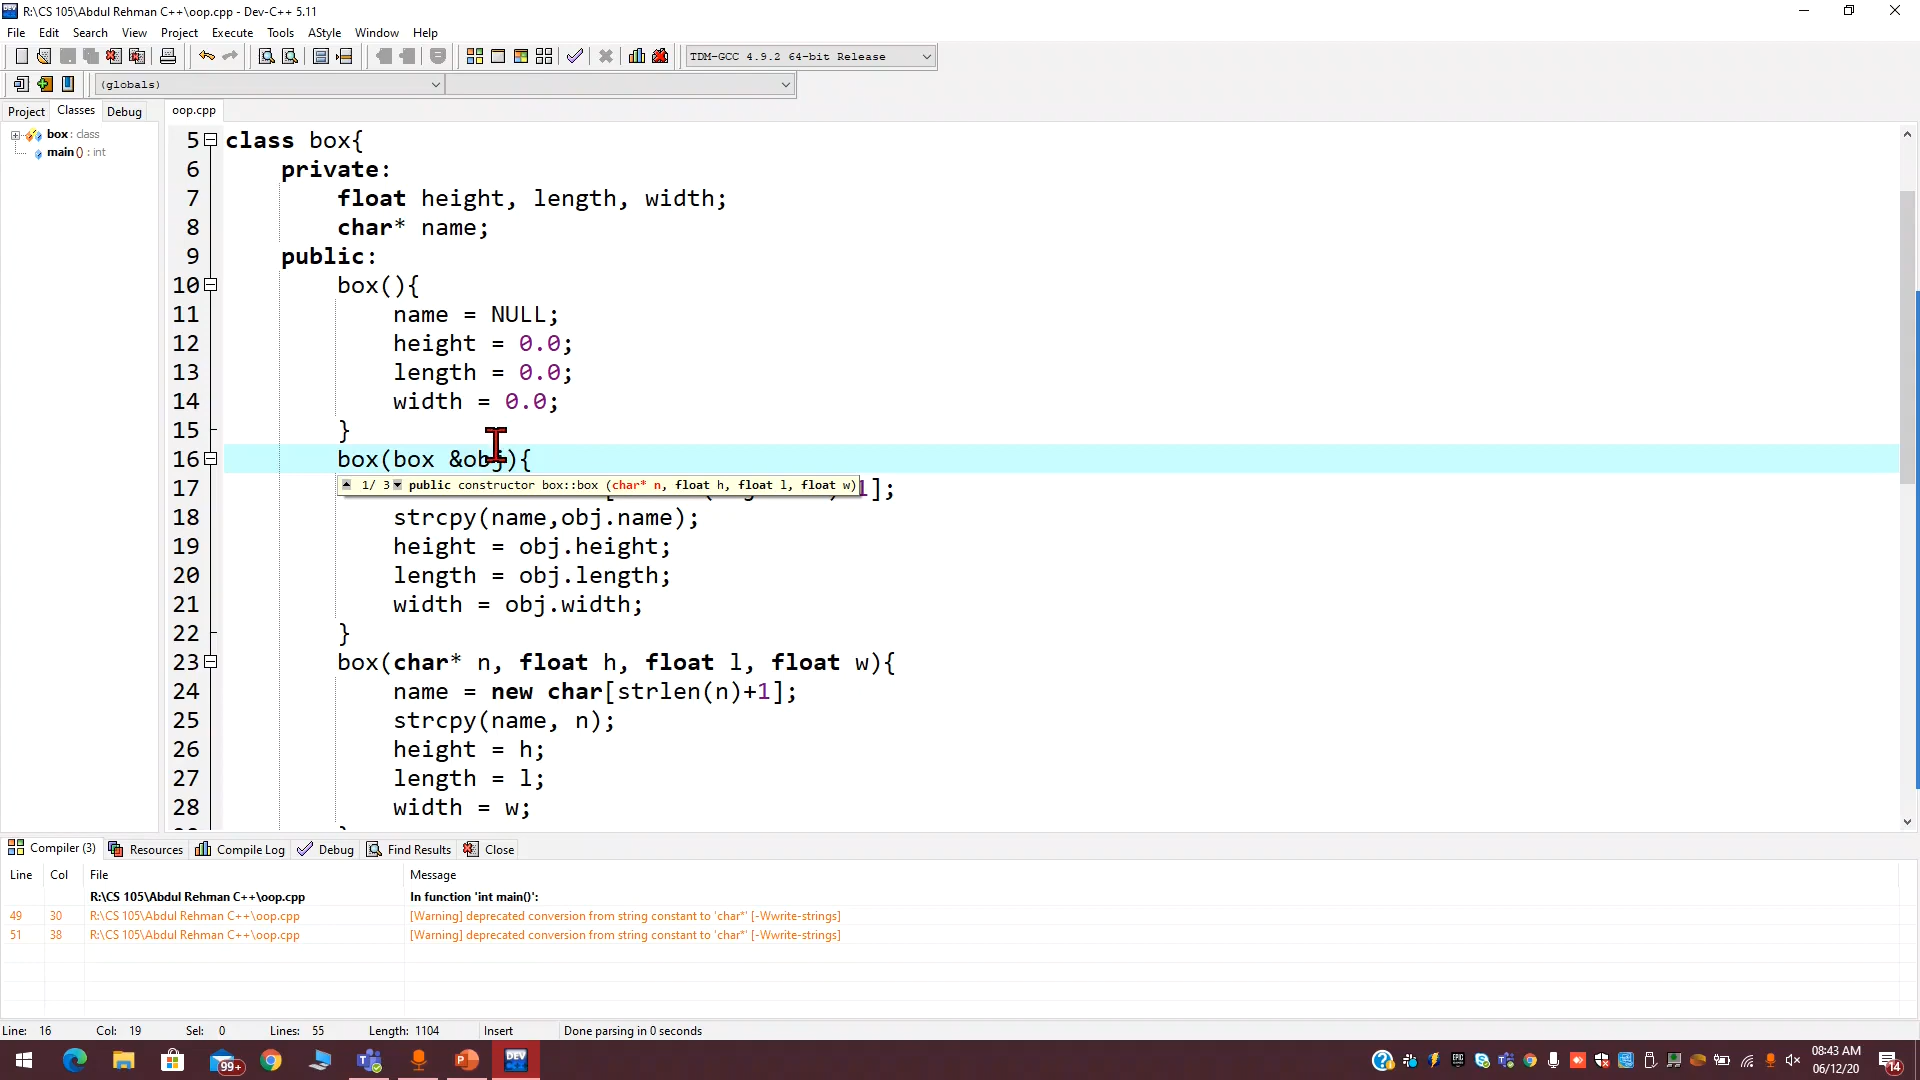 R:\CS 105\Abdul Rehman C++\oop.cpp - Dev-C++ 5.11
File Edit Search View Project Execute Tools AStyle Window Help
TDM-GCC 4.9.2 64-bit Release
(globals)
Project Classes Debug oop.cpp
box : class
main () : int
5 class box{
6 private:
7 float height, length, width;
8 char* name;
9 public:
10 box(){
11 name = NULL;
12 height = 0.0;
13 length = 0.0;
14 width = 0.0;
15 }
16 box(box &obj){
1/ 3 public constructor box::box (char* n, float h, float l, float w)
17 1];
18 strcpy(name,obj.name);
19 height = obj.height;
20 length = obj.length;
21 width = obj.width;
22 }
23 box(char* n, float h, float l, float w){
24 name = new char[strlen(n)+1];
25 strcpy(name, n);
26 height = h;
27 length = l;
28 width = w;
Compiler (3) Resources Compile Log Debug Find Results Close
Line Col File Message
R:\CS 105\Abdul Rehman C++\oop.cpp In function 'int main()':
49 30 R:\CS 105\Abdul Rehman C++\oop.cpp [Warning] deprecated conversion from string constant to 'char*' [-Wwrite-strings]
51 38 R:\CS 105\Abdul Rehman C++\oop.cpp [Warning] deprecated conversion from string constant to 'char*' [-Wwrite-strings]
Line: 16 Col: 19 Sel: 0 Lines: 55 Length: 1104 Insert Done parsing in 0 seconds
99+
DEV
EPIC
08:43 AM
06/12/20
14